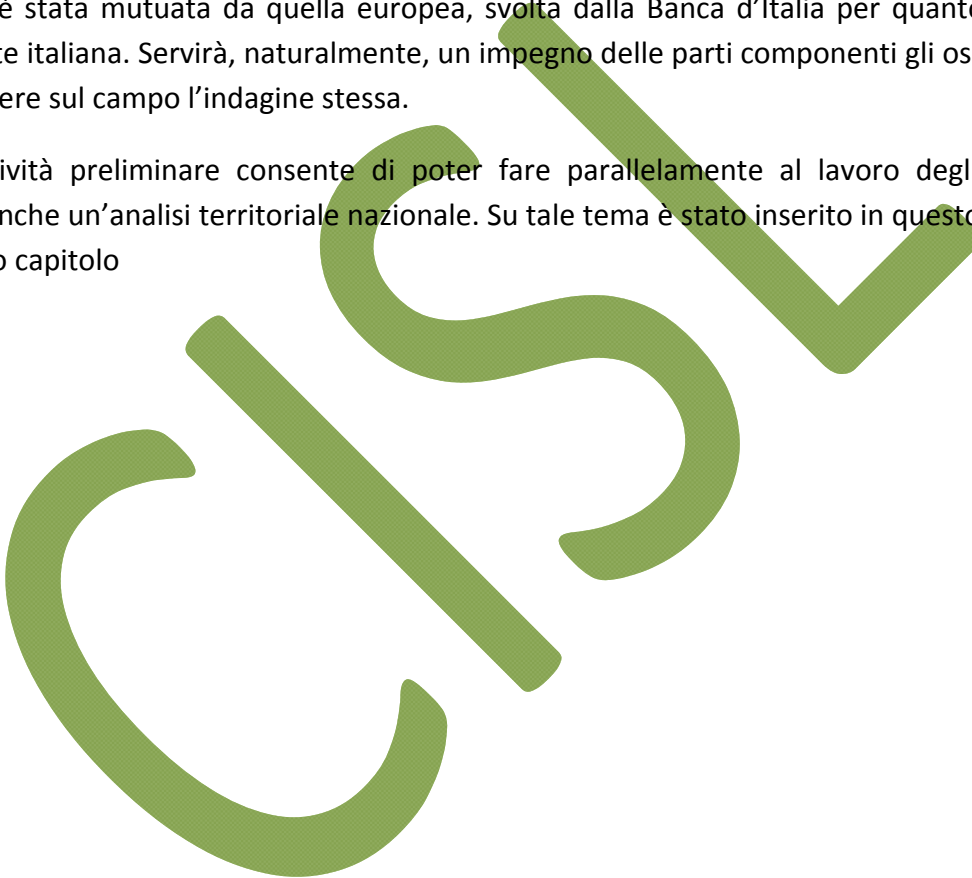 è stata mutuata da quella europea, svolta dalla Banca d’Italia per quanto
te italiana. Servirà, naturalmente, un impegno delle parti componenti gli os
ere sul campo l’indagine stessa.
ività preliminare consente di poter fare parallelamente al lavoro degl
nche un’analisi territoriale nazionale. Su tale tema è stato inserito in questo
o capitolo
CISL